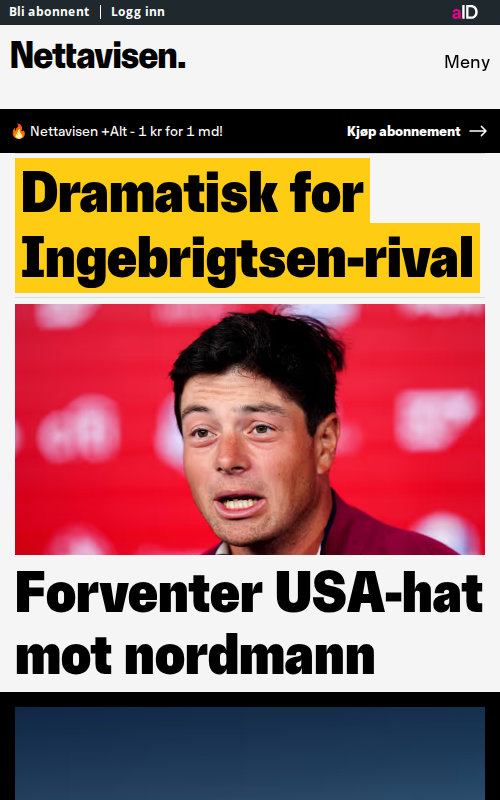 Bli abonnent
Logg inn
aID
Nettavisen.
Meny
🔥 Nettavisen +Alt - 1 kr for 1 md!
Kjøp abonnement →
Dramatisk for
Ingebrigtsen-rival
Forventer USA-hat
mot nordmann